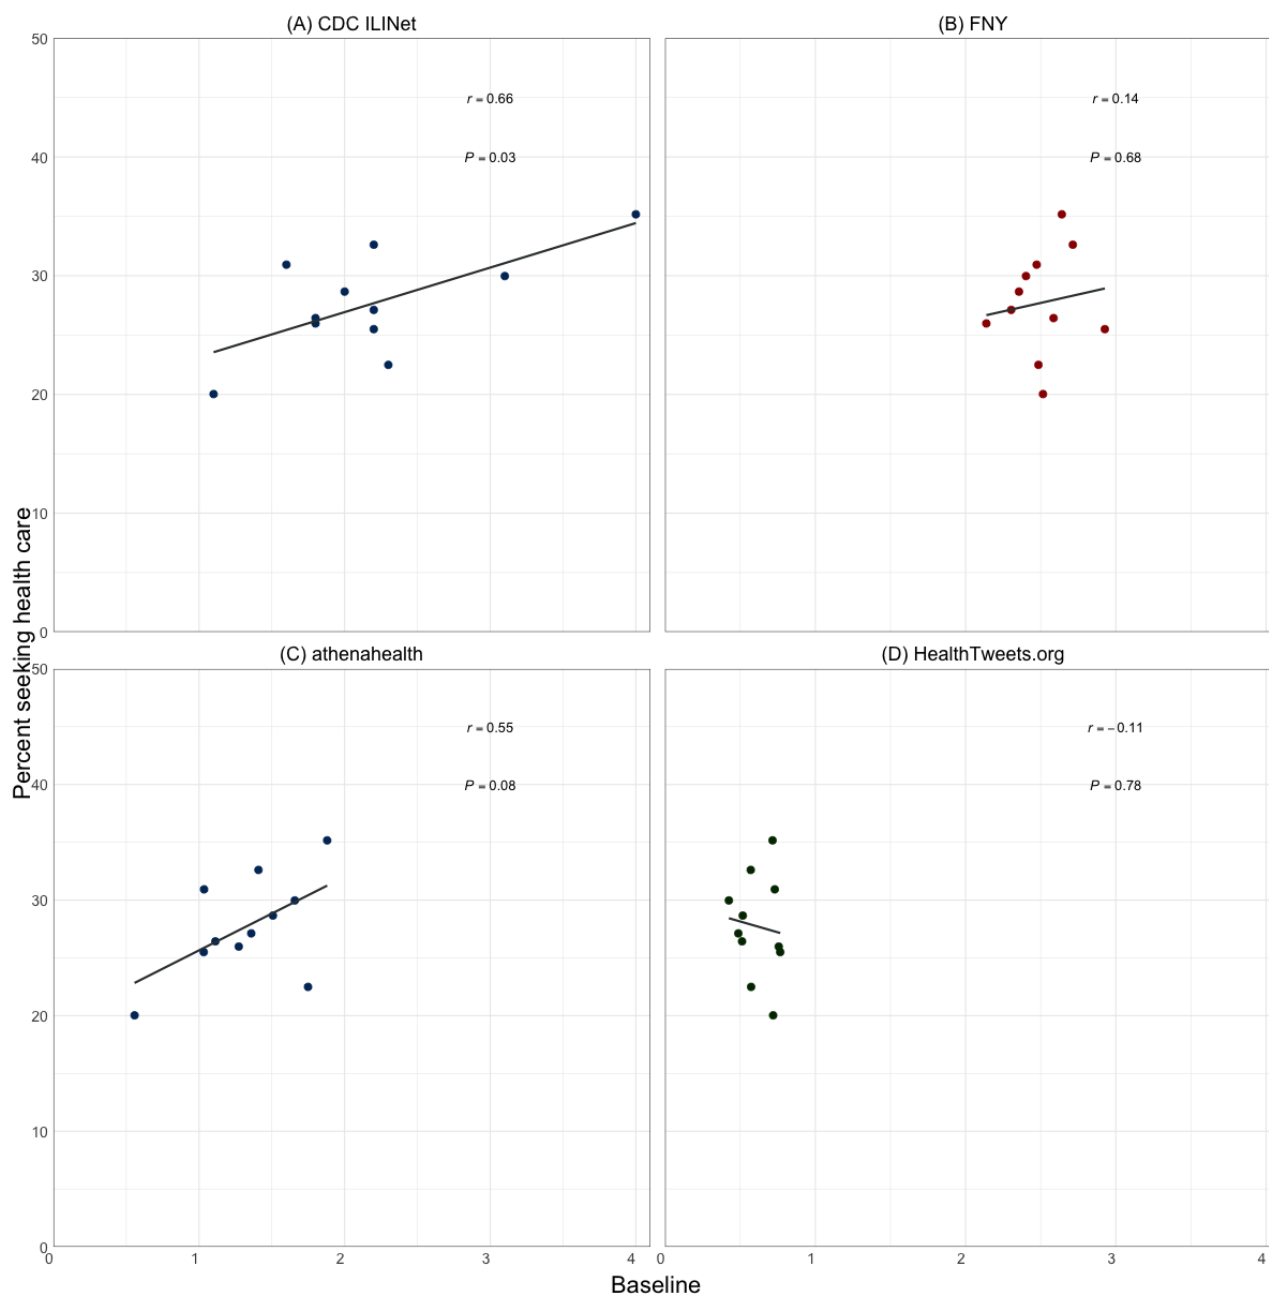 (A) CDC ILINet
(B) FNY
50
r = 0.66
r = 0.14
40
P = 0.03
P = 0.68
30
20
10
0
Percent seeking health care
(C) athenahealth
(D) HealthTweets.org
50
r = 0.55
r = −0.11
40
P = 0.08
P = 0.78
30
20
10
0
0 1 2 3 4 0 1 2 3 4
Baseline